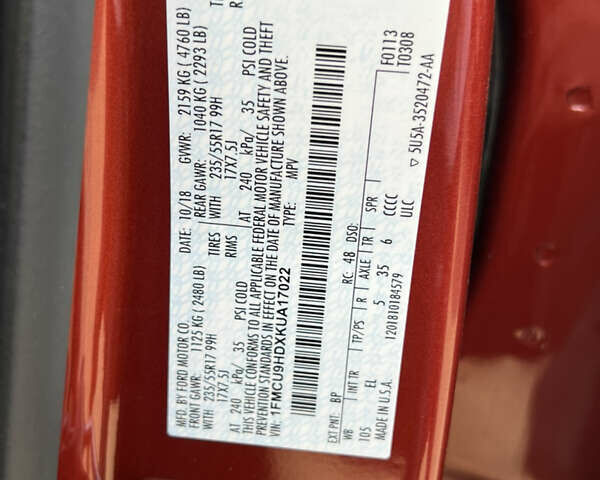 MFD. BY FORD MOTOR CO.
DATE: 10/18 GVWR: 2159 KG ( 4760 LB)
FRONT GAWR: 1125 KG ( 2480 LB) REAR GAWR: 1040 KG ( 2293 LB)
WITH 235/55R17 99H TIRES WITH 235/55R17 99H
17X7.5J RIMS 17X7.5J
AT 240 kPa/ 35 PSI COLD AT 240 kPa/ 35 PSI COLD
THIS VEHICLE CONFORMS TO ALL APPLICABLE FEDERAL MOTOR VEHICLE SAFETY AND THEFT
PREVENTION STANDARDS IN EFFECT ON THE DATE OF MANUFACTURE SHOWN ABOVE.
VIN: 1FMCU9HDXKUA17022 TYPE: MPV
F0113
T0308
EXT PNT: BP RC: 48 DSO:
WB INT TR TP/PS R AXLE TR SPR
105 EL 5 35 6 CCCC
MADE IN U.S.A. 1201810184579 ULC
5U5A-3520472-AA